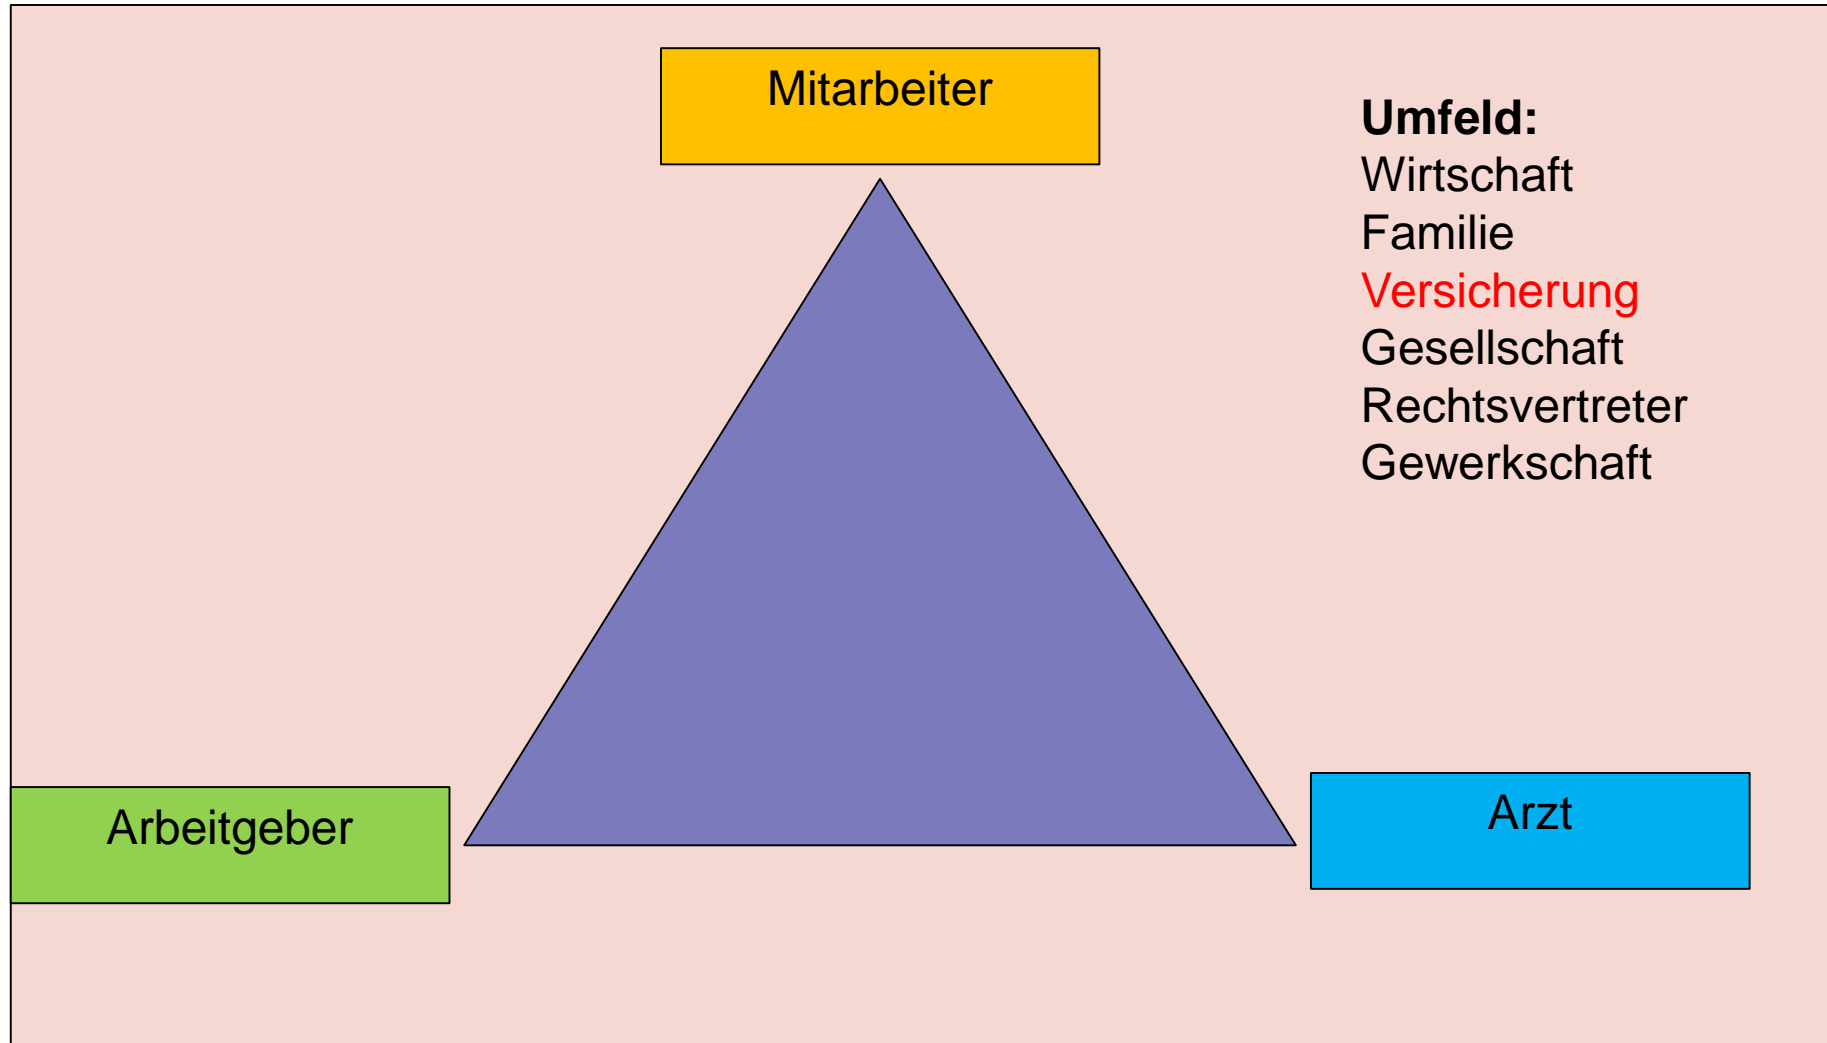 Mitarbeiter
Umfeld:
Wirtschaft
Familie
Versicherung
Gesellschaft
Rechtsvertreter
Gewerkschaft
Arbeitgeber
Arzt